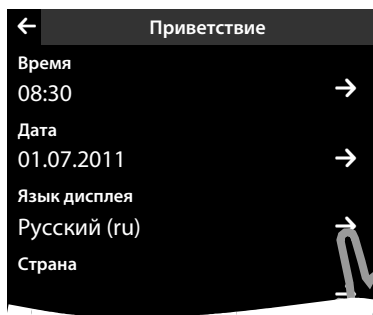 Приветствие
Время
08:30
Дата
01.07.2011
Язык дисплея
Русский (ru)
Страна